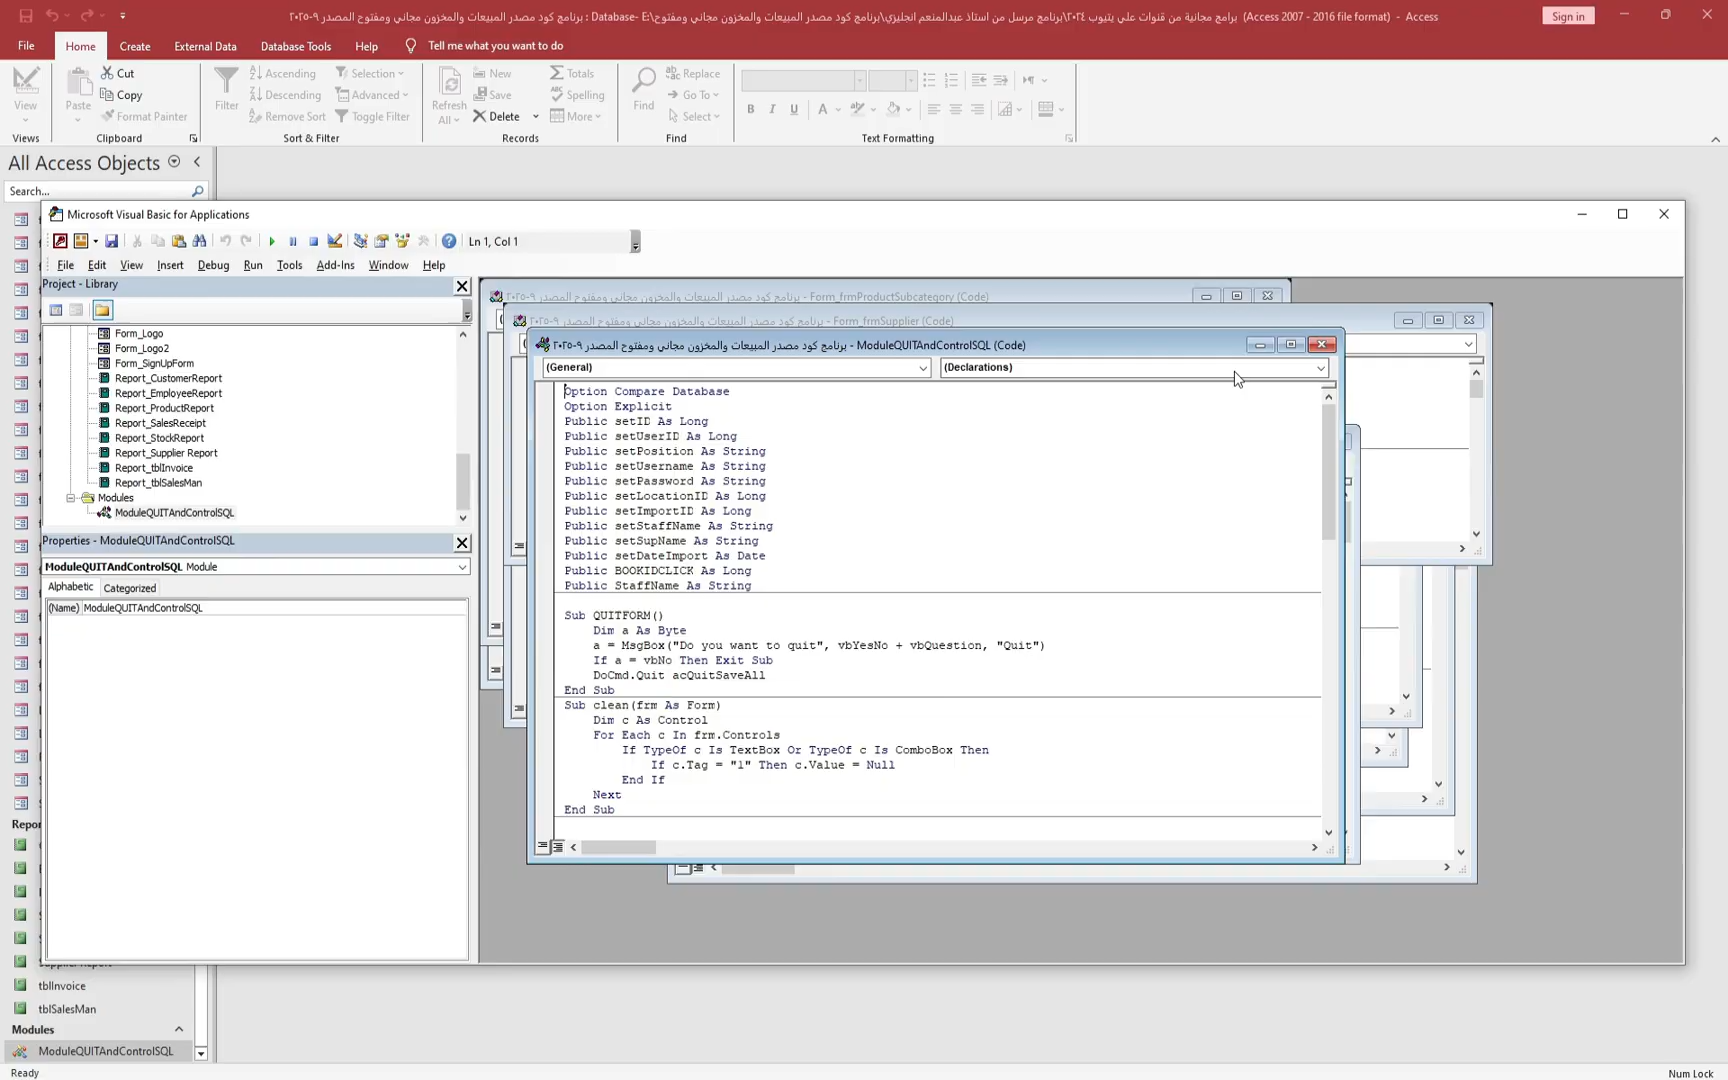 برنامج كود مصدر المبيعات والمخزون مجاني ومفتوح المصدر ٩-٢٠٢٥ : Database- E:\برامج مجانية من قنوات علي يتيوب ٢٠٢٤\برنامج مرسل من استاذ عبدالمنعم انجليزي\برنامج كود مصدر المبيعات والمخزون مجاني ومفتوح (Access 2007 - 2016 file format) - Access
Sign in
File
Home
Create
External Data
Database Tools
Help
Tell me what you want to do
View
Views
Paste
Cut
Copy
Format Painter
Clipboard
Filter
Ascending
Descending
Remove Sort
Selection
Advanced
Toggle Filter
Sort & Filter
Refresh
All
New
Save
Delete
Totals
Spelling
More
Records
Find
Replace
Go To
Select
Find
B I U A
Text Formatting
All Access Objects
Search...
Microsoft Visual Basic for Applications
Ln 1, Col 1
File Edit View Insert Debug Run Tools Add-Ins Window Help
Project - Library
Form_Logo
Form_Logo2
Form_SignUpForm
Report_CustomerReport
Report_EmployeeReport
Report_ProductReport
Report_SalesReceipt
Report_StockReport
Report_Supplier Report
Report_tblInvoice
Report_tblSalesMan
Modules
ModuleQUITAndControlSQL
Properties - ModuleQUITAndControlSQL
ModuleQUITAndControlSQL Module
Alphabetic Categorized
(Name) ModuleQUITAndControlSQL
برنامج كود مصدر المبيعات والمخزون مجاني ومفتوح المصدر ٩-٢٠٢٥ - Form_frmProductSubcategory (Code)
برنامج كود مصدر المبيعات والمخزون مجاني ومفتوح المصدر ٩-٢٠٢٥ - Form_frmSupplier (Code)
برنامج كود مصدر المبيعات والمخزون مجاني ومفتوح المصدر ٩-٢٠٢٥ - ModuleQUITAndControlSQL (Code)
(General)
(Declarations)
Option Compare Database
Option Explicit
Public setID As Long
Public setUserID As Long
Public setPosition As String
Public setUsername As String
Public setPassword As String
Public setLocationID As Long
Public setImportID As Long
Public setStaffName As String
Public setSupName As String
Public setDateImport As Date
Public BOOKIDCLICK As Long
Public StaffName As String
Sub QUITFORM()
Dim a As Byte
a = MsgBox("Do you want to quit", vbYesNo + vbQuestion, "Quit")
If a = vbNo Then Exit Sub
DoCmd.Quit acQuitSaveAll
End Sub
Sub clean(frm As Form)
Dim c As Control
For Each c In frm.Controls
If TypeOf c Is TextBox Or TypeOf c Is ComboBox Then
If c.Tag = "1" Then c.Value = Null
End If
Next
End Sub
tblInvoice
tblSalesMan
Modules
ModuleQUITAndControlSQL
Ready
Num Lock